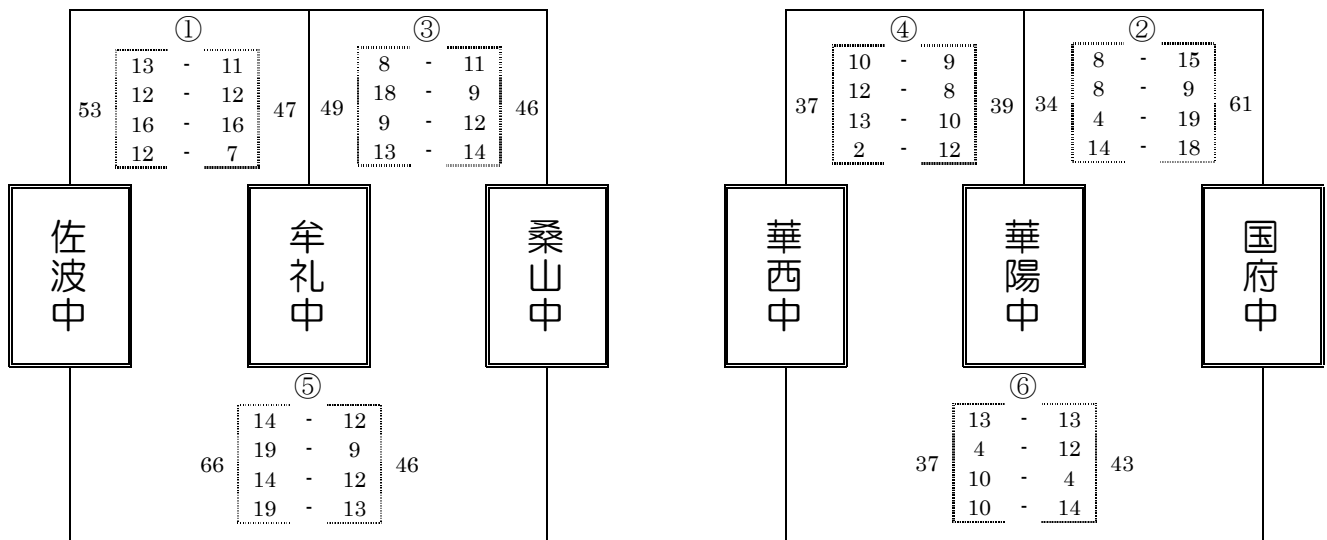 ① ③
13 - 11
12 - 12
16 - 16
12 - 7
53 47
8 - 11
18 - 9
9 - 12
13 - 14
49 46
佐波中
牟礼中
桑山中
⑤
14 - 12
19 - 9
14 - 12
19 - 13
66 46
④ ②
10 - 9
12 - 8
13 - 10
2 - 12
37 39
8 - 15
8 - 9
4 - 19
14 - 18
34 61
華西中
華陽中
国府中
⑥
13 - 13
4 - 12
10 - 4
10 - 14
37 43